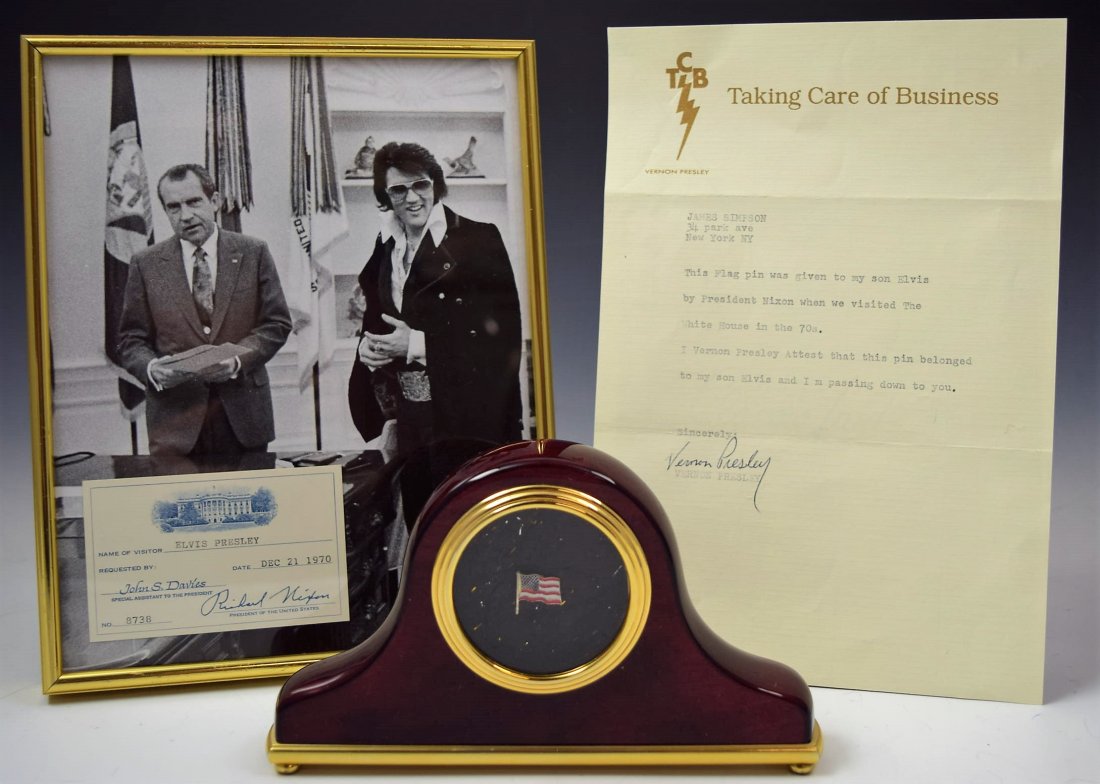 TCB
Taking Care of Business
VERNON PRESLEY
JAMES SIMPSON
3/4 park ave
New York NY
This Flag pin was given to my son Elvis
by President Nixon when we visited The
White House in the 70s.
I Vernon Presley Attest that this pin belonged
to my son Elvis and I m passing down to you.
Sincerely,
Vernon Presley
VERNON PRESLEY
UNITED
NAME OF VISITOR ELVIS PRESLEY
REQUESTED BY: DATE DEC 21 1970
John S. Davies
SPECIAL ASSISTANT TO THE PRESIDENT
Richard Nixon
PRESIDENT OF THE UNITED STATES
NO. 8738